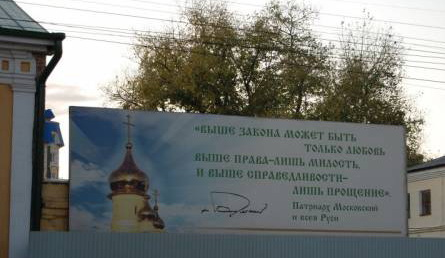 «ВЫШЕ ЗАКОНА МОЖЕТ БЫТЬ
ТОЛЬКО ЛЮБОВЬ
ВЫШЕ ПРАВА-ЛИШЬ МИЛОСТЬ,
И ВЫШЕ СПРАВЕДЛИВОСТИ-
ЛИШЬ ПРОЩЕНИЕ».
Патриарх Московский
и всея Руси